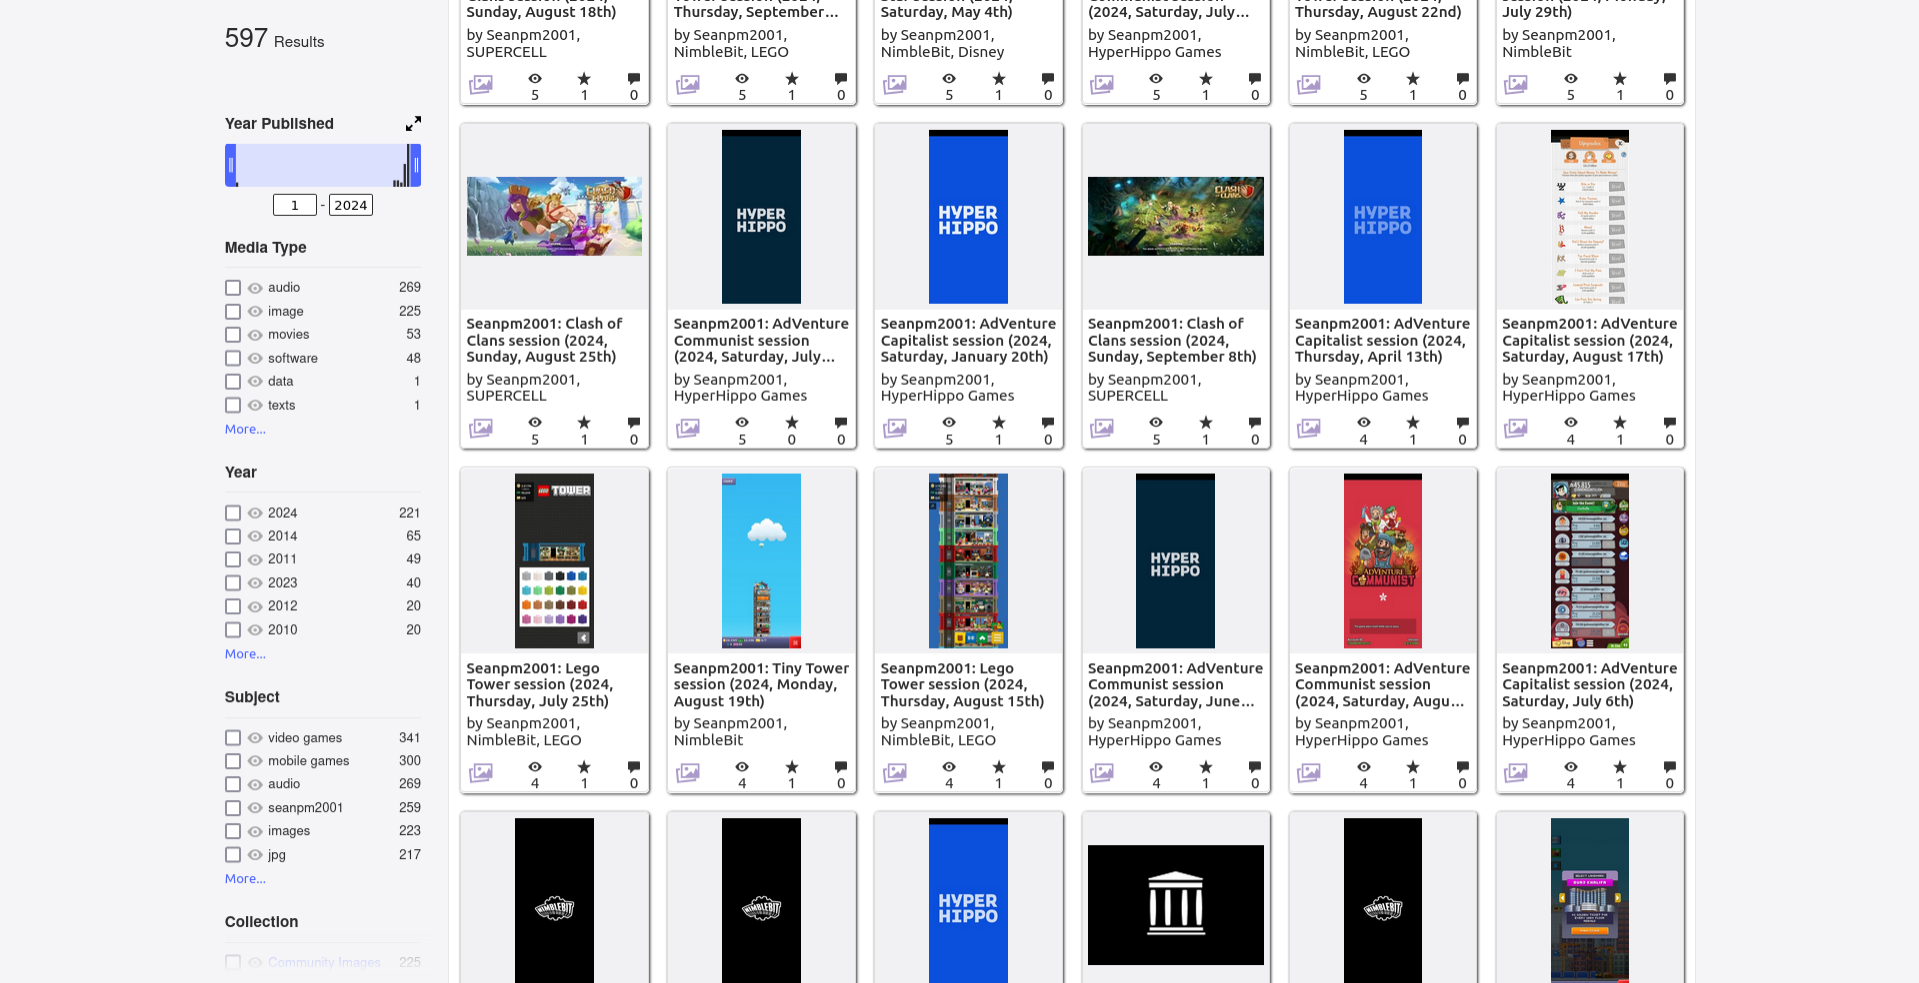 597 Results
Year Published
1 - 2024
Media Type
audio 269
image 225
movies 53
software 48
data 1
texts 1
More...
Year
2024 221
2014 65
2011 49
2023 40
2012 20
2010 20
More...
Subject
video games 341
mobile games 300
audio 269
seanpm2001 259
images 223
jpg 217
More...
Collection
Community Images 225
Sunday, August 18th)
by Seanpm2001,
SUPERCELL
5 1 0
Thursday, September...
by Seanpm2001,
NimbleBit, LEGO
5 1 0
Saturday, May 4th)
by Seanpm2001,
NimbleBit, Disney
5 1 0
(2024, Saturday, July...
by Seanpm2001,
HyperHippo Games
5 1 0
Thursday, August 22nd)
by Seanpm2001,
NimbleBit, LEGO
5 1 0
July 29th)
by Seanpm2001,
NimbleBit
5 1 0
CLASH OF CLANS
Seanpm2001: Clash of
Clans session (2024,
Sunday, August 25th)
by Seanpm2001,
SUPERCELL
5 1 0
HYPER
HIPPO
Seanpm2001: AdVenture
Communist session
(2024, Saturday, July...
by Seanpm2001,
HyperHippo Games
5 0 0
HYPER
HIPPO
Seanpm2001: AdVenture
Capitalist session (2024,
Saturday, January 20th)
by Seanpm2001,
HyperHippo Games
5 1 0
CLASH OF CLANS
Seanpm2001: Clash of
Clans session (2024,
Sunday, September 8th)
by Seanpm2001,
SUPERCELL
5 1 0
HYPER
HIPPO
Seanpm2001: AdVenture
Capitalist session (2024,
Thursday, April 13th)
by Seanpm2001,
HyperHippo Games
4 1 0
Upgrades
Seanpm2001: AdVenture
Capitalist session (2024,
Saturday, August 17th)
by Seanpm2001,
HyperHippo Games
4 1 0
LEGO TOWER
Seanpm2001: Lego
Tower session (2024,
Thursday, July 25th)
by Seanpm2001,
NimbleBit, LEGO
4 1 0
Seanpm2001: Tiny Tower
session (2024, Monday,
August 19th)
by Seanpm2001,
NimbleBit
4 1 0
Seanpm2001: Lego
Tower session (2024,
Thursday, August 15th)
by Seanpm2001,
NimbleBit, LEGO
4 1 0
HYPER
HIPPO
Seanpm2001: AdVenture
Communist session
(2024, Saturday, June...
by Seanpm2001,
HyperHippo Games
4 1 0
ADVENTURE
COMMUNIST
Seanpm2001: AdVenture
Communist session
(2024, Saturday, Augu...
by Seanpm2001,
HyperHippo Games
4 1 0
Seanpm2001: AdVenture
Capitalist session (2024,
Saturday, July 6th)
by Seanpm2001,
HyperHippo Games
4 1 0
NIMBLEBIT
NIMBLEBIT
HYPER
HIPPO
NIMBLEBIT